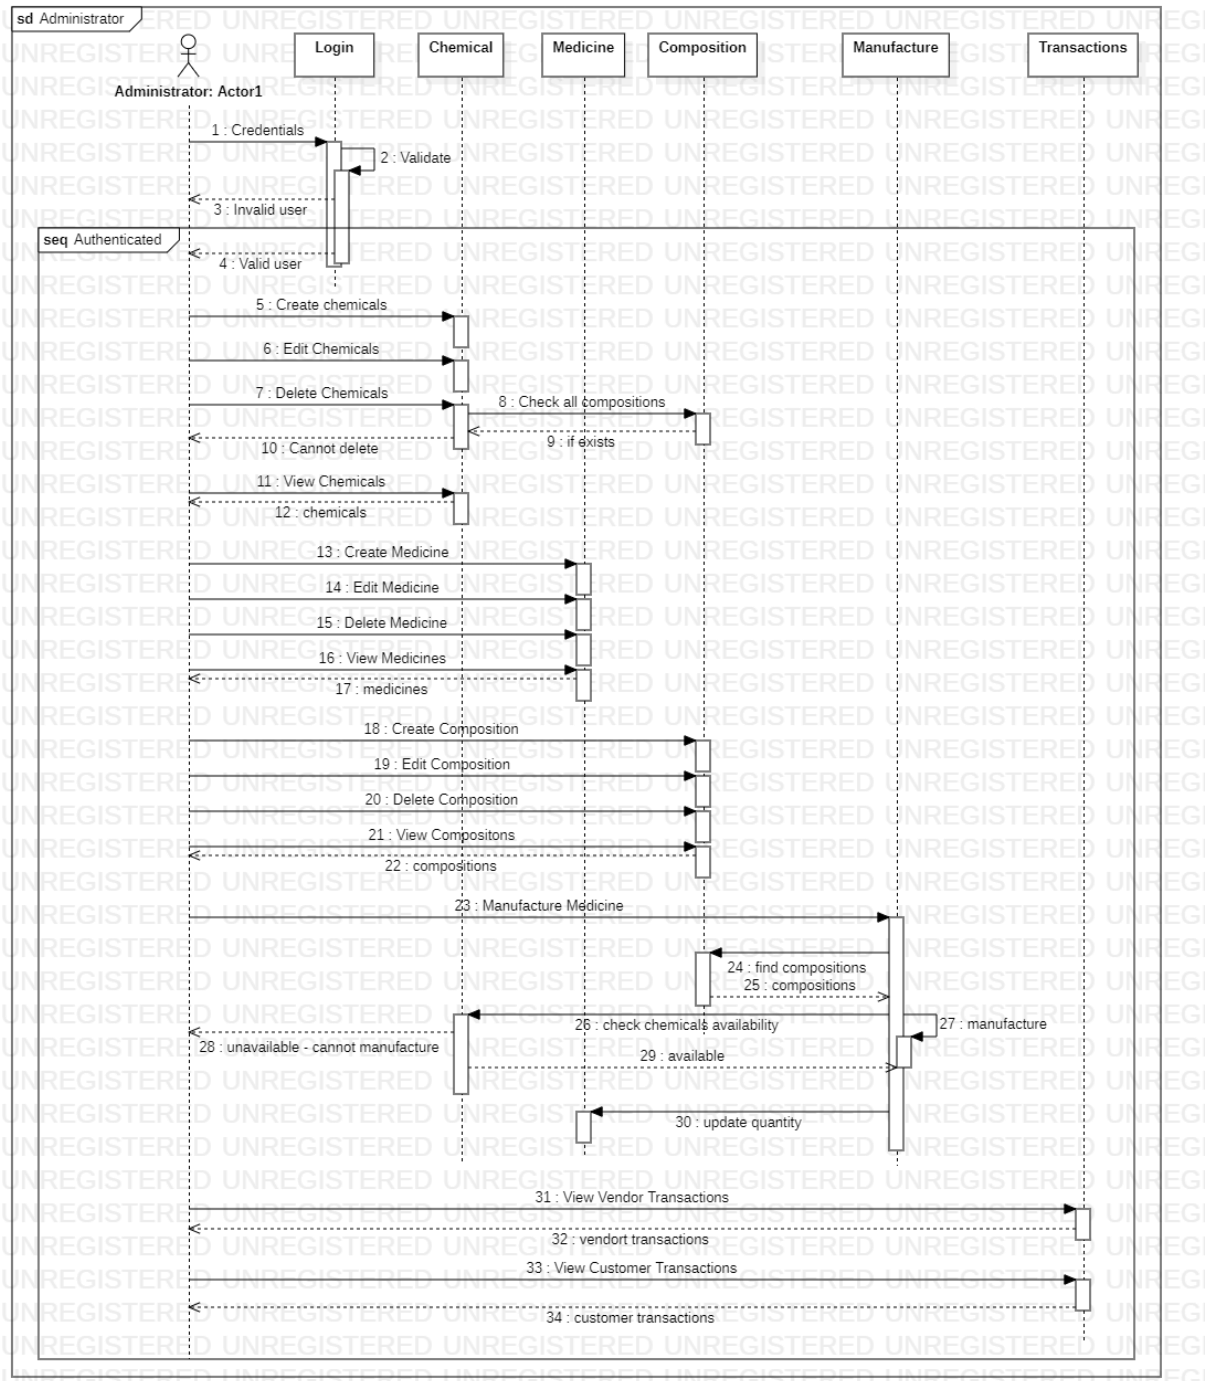 sd Administrator
Login
Chemical
Medicine
Composition
Manufacture
Transactions
Administrator: Actor1
1 : Credentials
2 : Validate
3 : Invalid user
seq Authenticated
4 : Valid user
5 : Create chemicals
6 : Edit Chemicals
7 : Delete Chemicals
8 : Check all compositions
9 : if exists
10 : Cannot delete
11 : View Chemicals
12 : chemicals
13 : Create Medicine
14 : Edit Medicine
15 : Delete Medicine
16 : View Medicines
17 : medicines
18 : Create Composition
19 : Edit Composition
20 : Delete Composition
21 : View Compositons
22 : compositions
23 : Manufacture Medicine
24 : find compositions
25 : compositions
26 : check chemicals availability
27 : manufacture
28 : unavailable - cannot manufacture
29 : available
30 : update quantity
31 : View Vendor Transactions
32 : vendort transactions
33 : View Customer Transactions
34 : customer transactions
UNREGISTERED